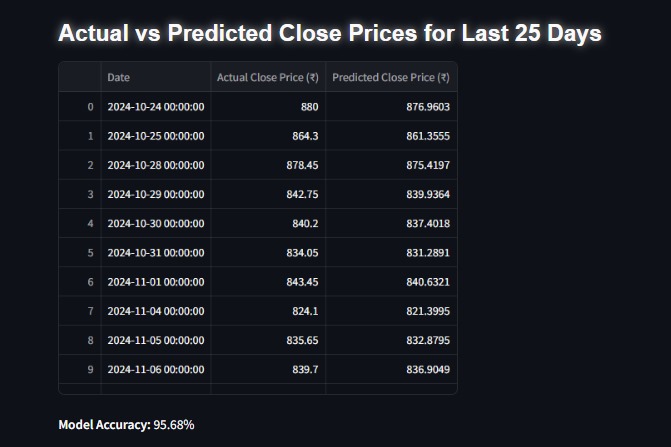 Actual vs Predicted Close Prices for Last 25 Days
Date Actual Close Price (₹) Predicted Close Price (₹)
0 2024-10-24 00:00:00 880 876.9603
1 2024-10-25 00:00:00 864.3 861.3555
2 2024-10-28 00:00:00 878.45 875.4197
3 2024-10-29 00:00:00 842.75 839.9364
4 2024-10-30 00:00:00 840.2 837.4018
5 2024-10-31 00:00:00 834.05 831.2891
6 2024-11-01 00:00:00 843.45 840.6321
7 2024-11-04 00:00:00 824.1 821.3995
8 2024-11-05 00:00:00 835.65 832.8795
9 2024-11-06 00:00:00 839.7 836.9049
Model Accuracy: 95.68%